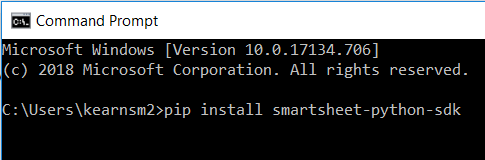 Command Prompt
Microsoft Windows [Version 10.0.17134.706]
(c) 2018 Microsoft Corporation. All rights reserved.
C:\Users\kearnsm2>pip install smartsheet-python-sdk